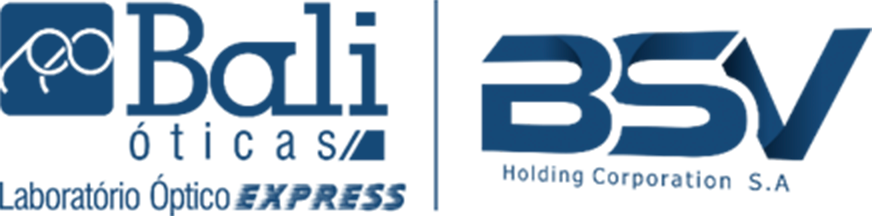 Bali
óticas
Laboratório Óptico EXPRESS
BSV
Holding Corporation S.A